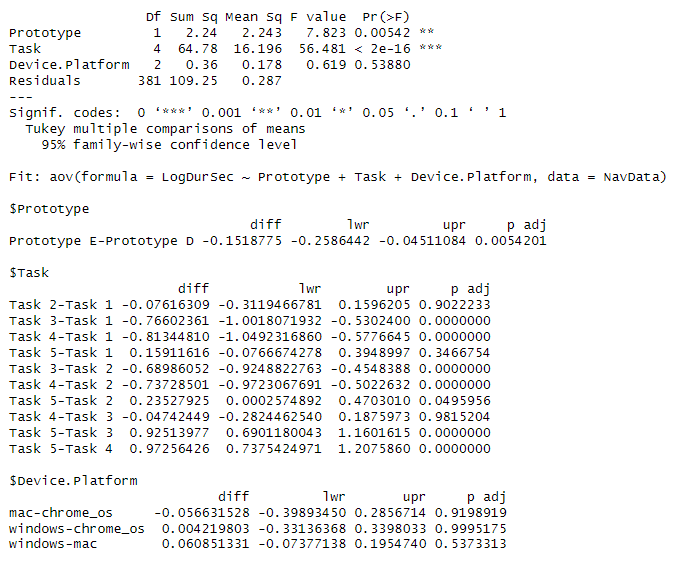 Df Sum Sq Mean Sq F value Pr(>F)
Prototype 1 2.24 2.243 7.823 0.00542 **
Task 4 64.78 16.196 56.481 < 2e-16 ***
Device.Platform 2 0.36 0.178 0.619 0.53880
Residuals 381 109.25 0.287
---
Signif. codes: 0 ‘***’ 0.001 ‘**’ 0.01 ‘*’ 0.05 ‘.’ 0.1 ‘ ’ 1
Tukey multiple comparisons of means
95% family-wise confidence level
Fit: aov(formula = LogDurSec ~ Prototype + Task + Device.Platform, data = NavData)
$Prototype
diff lwr upr p adj
Prototype E-Prototype D -0.1518775 -0.2586442 -0.04511084 0.0054201
$Task
diff lwr upr p adj
Task 2-Task 1 -0.07616309 -0.3119466781 0.1596205 0.9022233
Task 3-Task 1 -0.76602361 -1.0018071932 -0.5302400 0.0000000
Task 4-Task 1 -0.81344810 -1.0492316860 -0.5776645 0.0000000
Task 5-Task 1 0.15911616 -0.0766674278 0.3948997 0.3466754
Task 3-Task 2 -0.68986052 -0.9248822763 -0.4548388 0.0000000
Task 4-Task 2 -0.73728501 -0.9723067691 -0.5022632 0.0000000
Task 5-Task 2 0.23527925 0.0002574892 0.4703010 0.0495956
Task 4-Task 3 -0.04742449 -0.2824462540 0.1875973 0.9815204
Task 5-Task 3 0.92513977 0.6901180043 1.1601615 0.0000000
Task 5-Task 4 0.97256426 0.7375424971 1.2075860 0.0000000
$Device.Platform
diff lwr upr p adj
mac-chrome_os -0.056631528 -0.39893450 0.2856714 0.9198919
windows-chrome_os 0.004219803 -0.33136368 0.3398033 0.9995175
windows-mac 0.060851331 -0.07377138 0.1954740 0.5373313